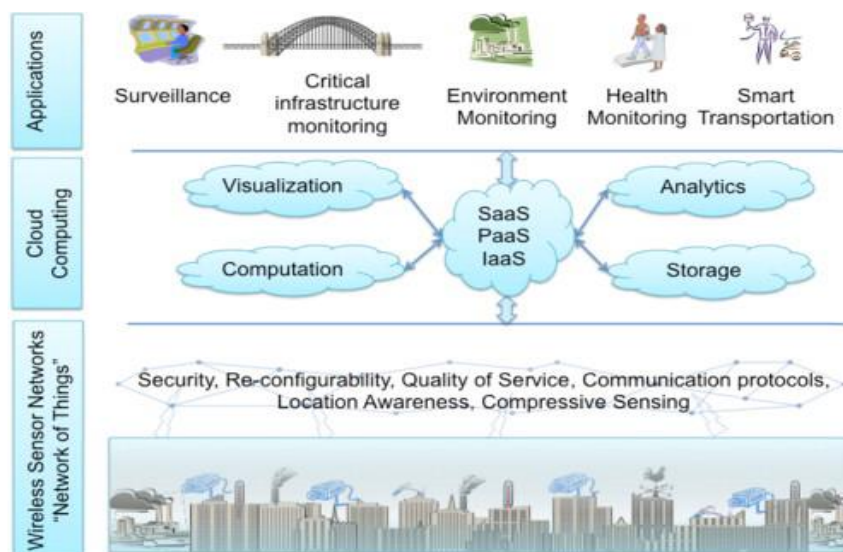 Applications
Surveillance
Critical
infrastructure
monitoring
Environment
Monitoring
Health
Monitoring
Smart
Transportation
Cloud
Computing
Visualization
Computation
SaaS
PaaS
IaaS
Analytics
Storage
Wireless Sensor Networks
"Network of Things"
Security, Re-configurability, Quality of Service, Communication protocols,
Location Awareness, Compressive Sensing